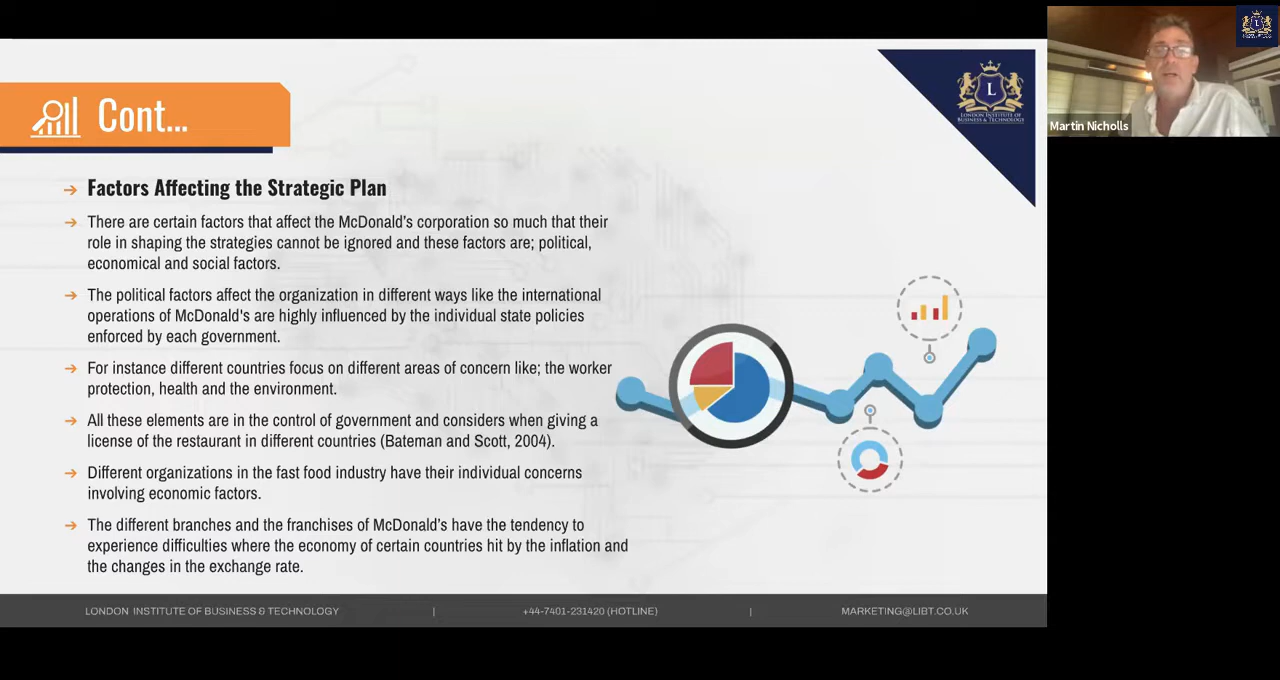 Cont...
L
LONDON INSTITUTE OF
BUSINESS & TECHNOLOGY
Martin Nicholls
Factors Affecting the Strategic Plan
There are certain factors that affect the McDonald's corporation so much that their
role in shaping the strategies cannot be ignored and these factors are; political,
economical and social factors.
The political factors affect the organization in different ways like the international
operations of McDonald's are highly influenced by the individual state policies
enforced by each government.
For instance different countries focus on different areas of concern like; the worker
protection, health and the environment.
All these elements are in the control of government and considers when giving a
license of the restaurant in different countries (Bateman and Scott, 2004).
Different organizations in the fast food industry have their individual concerns
involving economic factors.
The different branches and the franchises of McDonald's have the tendency to
experience difficulties where the economy of certain countries hit by the inflation and
the changes in the exchange rate.
LONDON INSTITUTE OF BUSINESS & TECHNOLOGY | +44-7401-231420 (HOTLINE) | MARKETING@LIBT.CO.UK